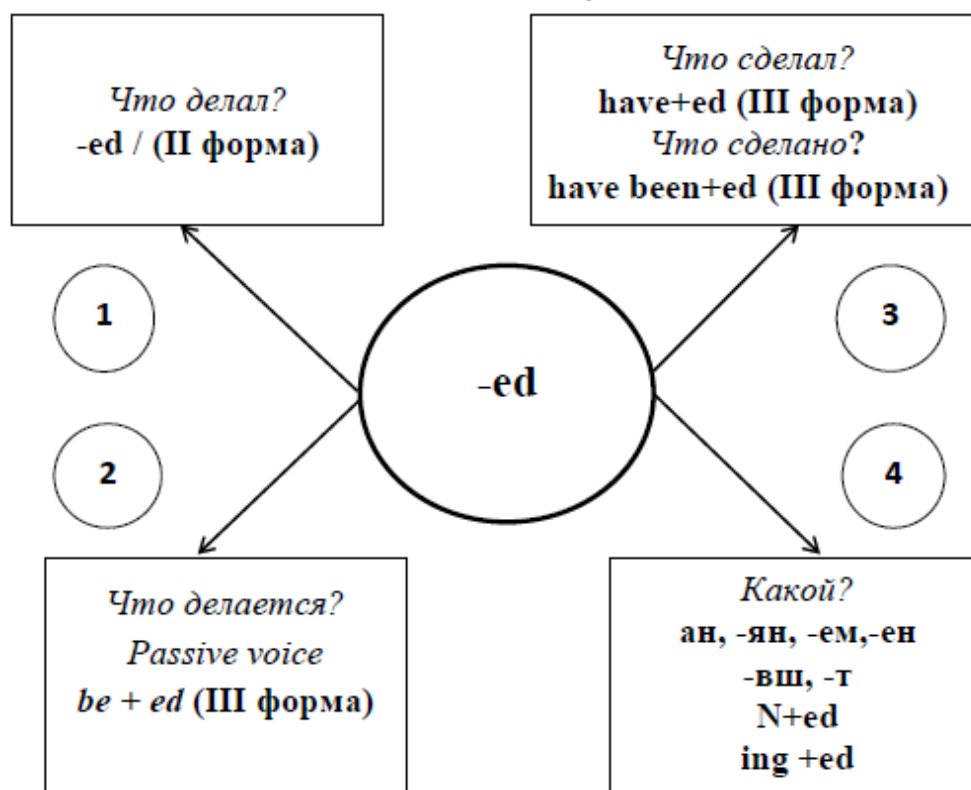 Что делал?
-ed / (II форма)
Что сделал?
have+ed (III форма)
Что сделано?
have been+ed (III форма)
1
3
-ed
2
4
Что делается?
Passive voice
be + ed (III форма)
Какой?
ан, -ян, -ем,-ен
-вш, -т
N+ed
ing +ed